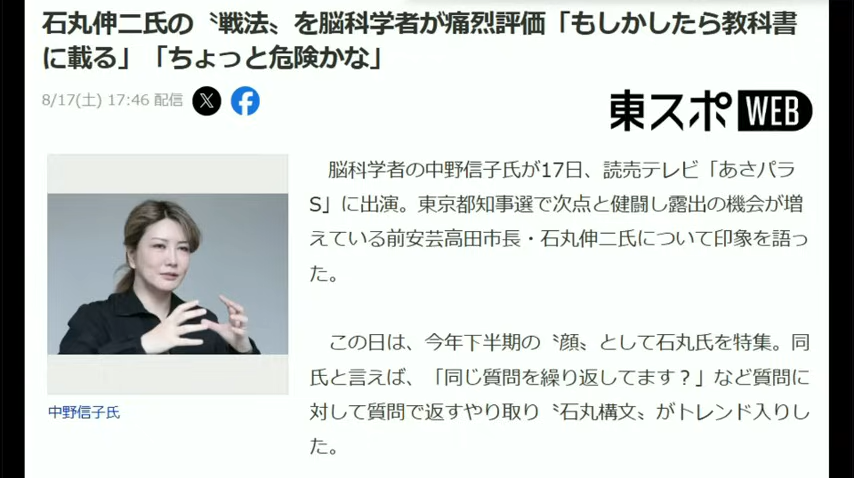 石丸伸二氏の〝戦法〟を脳科学者が痛烈評価「もしかしたら教科書
に載る」「ちょっと危険かな」
8/17(土) 17:46 配信
東スポWEB
脳科学者の中野信子氏が17日、読売テレビ「あさパラ
S」に出演。東京都知事選で次点と健闘し露出の機会が増
えている前安芸高田市長・石丸伸二氏について印象を語っ
た。
この日は、今年下半期の〝顔〟として石丸氏を特集。同
氏と言えば、「同じ質問を繰り返してます？」など質問に
対して質問で返すやり取り〝石丸構文〟がトレンド入りし
た。
中野信子氏